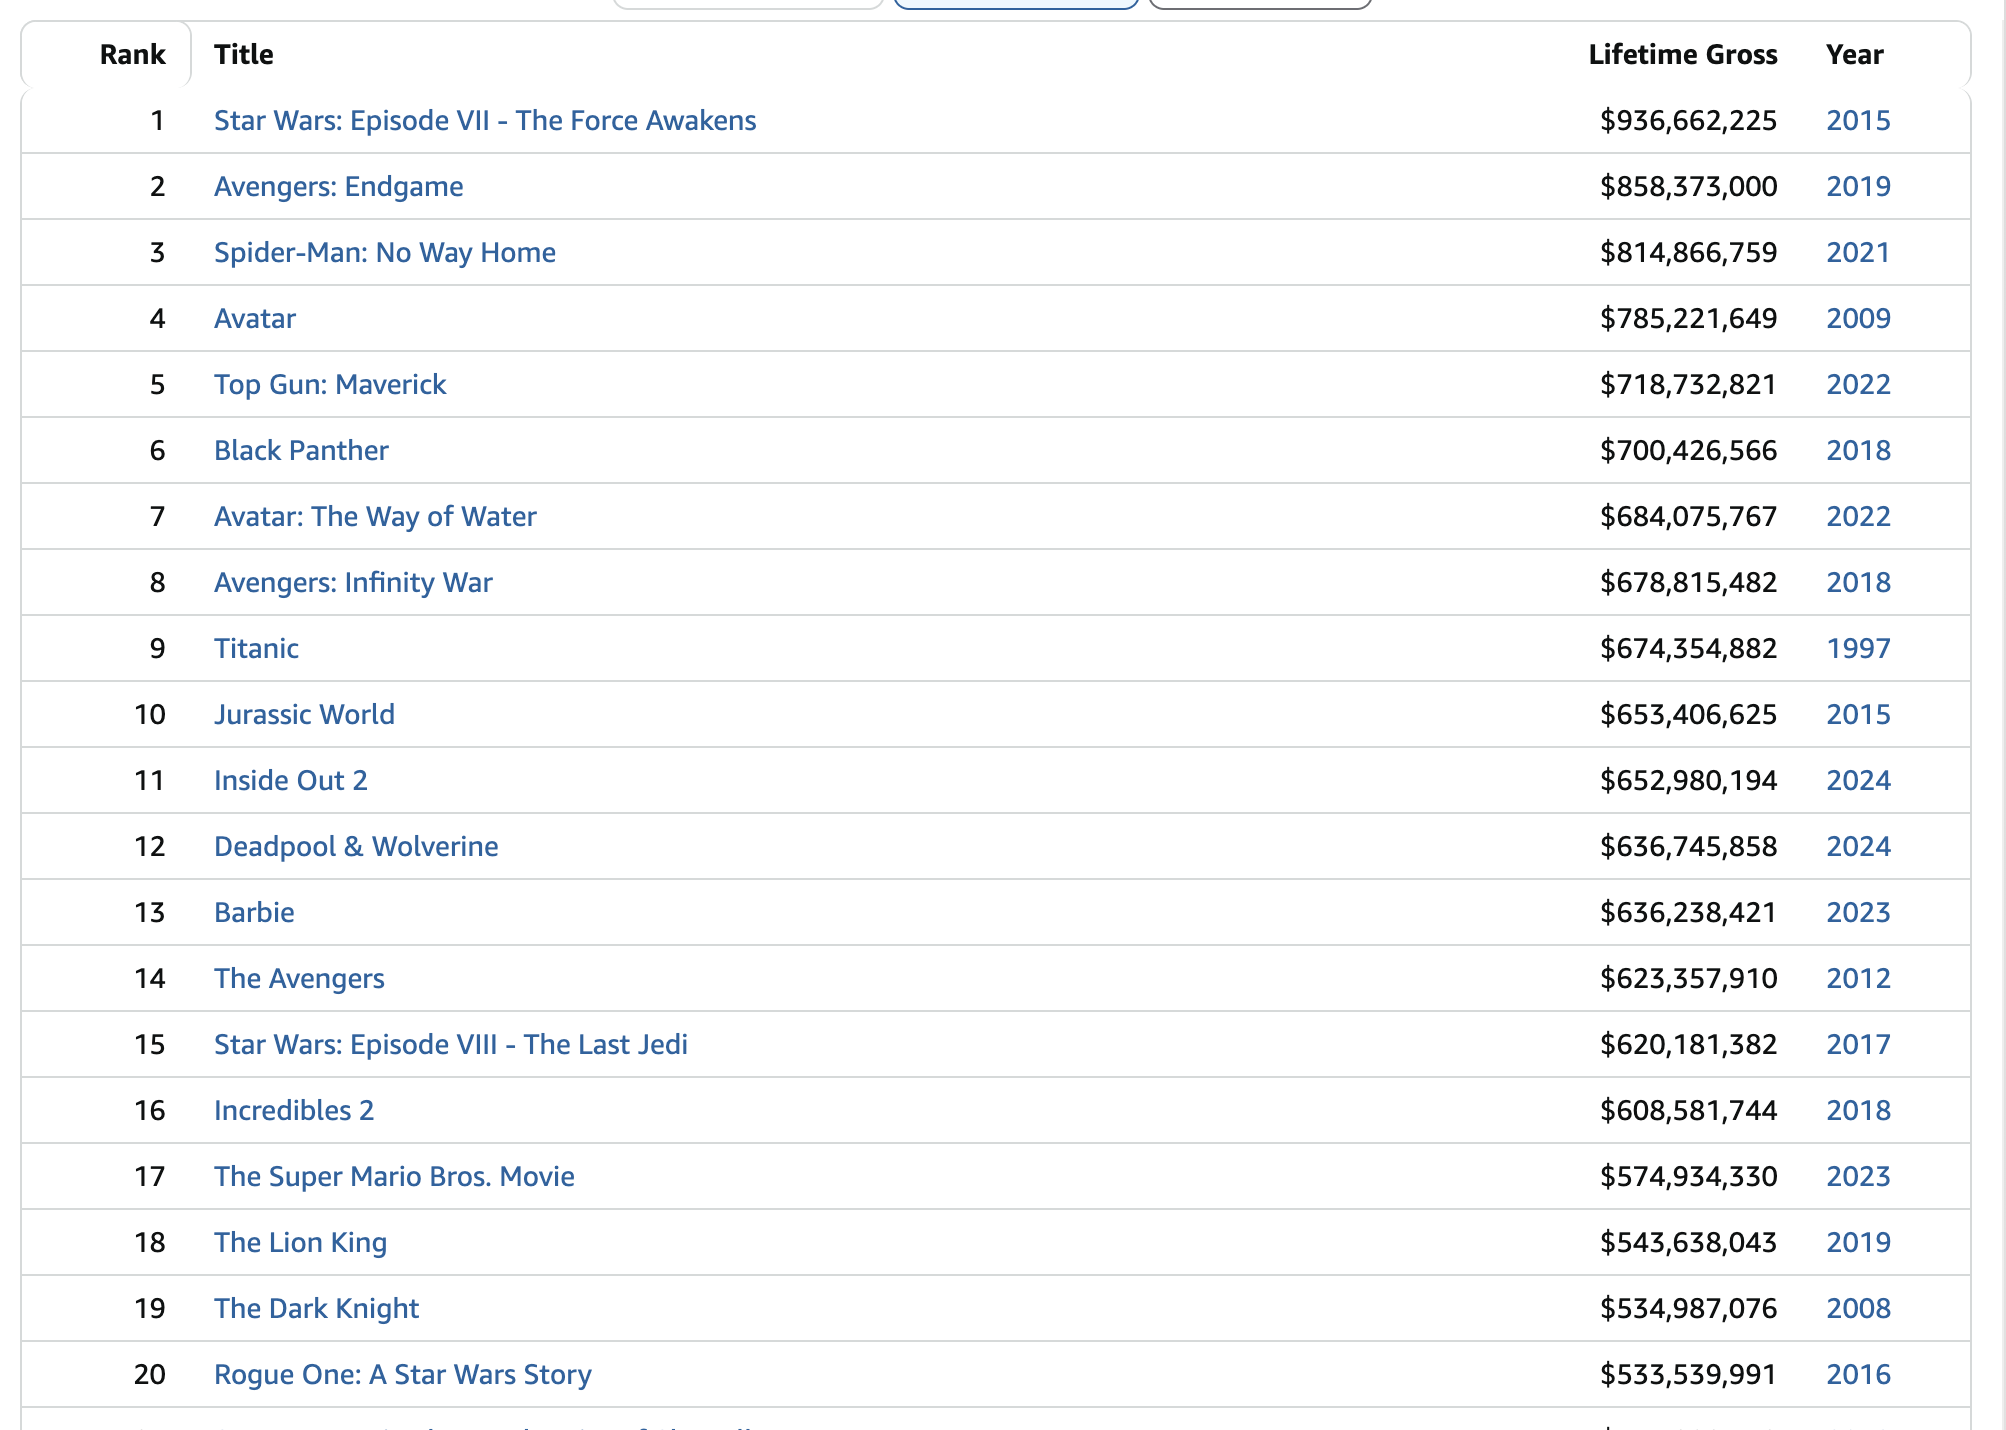 Rank Title Lifetime Gross Year
1 Star Wars: Episode VII - The Force Awakens $936,662,225 2015
2 Avengers: Endgame $858,373,000 2019
3 Spider-Man: No Way Home $814,866,759 2021
4 Avatar $785,221,649 2009
5 Top Gun: Maverick $718,732,821 2022
6 Black Panther $700,426,566 2018
7 Avatar: The Way of Water $684,075,767 2022
8 Avengers: Infinity War $678,815,482 2018
9 Titanic $674,354,882 1997
10 Jurassic World $653,406,625 2015
11 Inside Out 2 $652,980,194 2024
12 Deadpool & Wolverine $636,745,858 2024
13 Barbie $636,238,421 2023
14 The Avengers $623,357,910 2012
15 Star Wars: Episode VIII - The Last Jedi $620,181,382 2017
16 Incredibles 2 $608,581,744 2018
17 The Super Mario Bros. Movie $574,934,330 2023
18 The Lion King $543,638,043 2019
19 The Dark Knight $534,987,076 2008
20 Rogue One: A Star Wars Story $533,539,991 2016